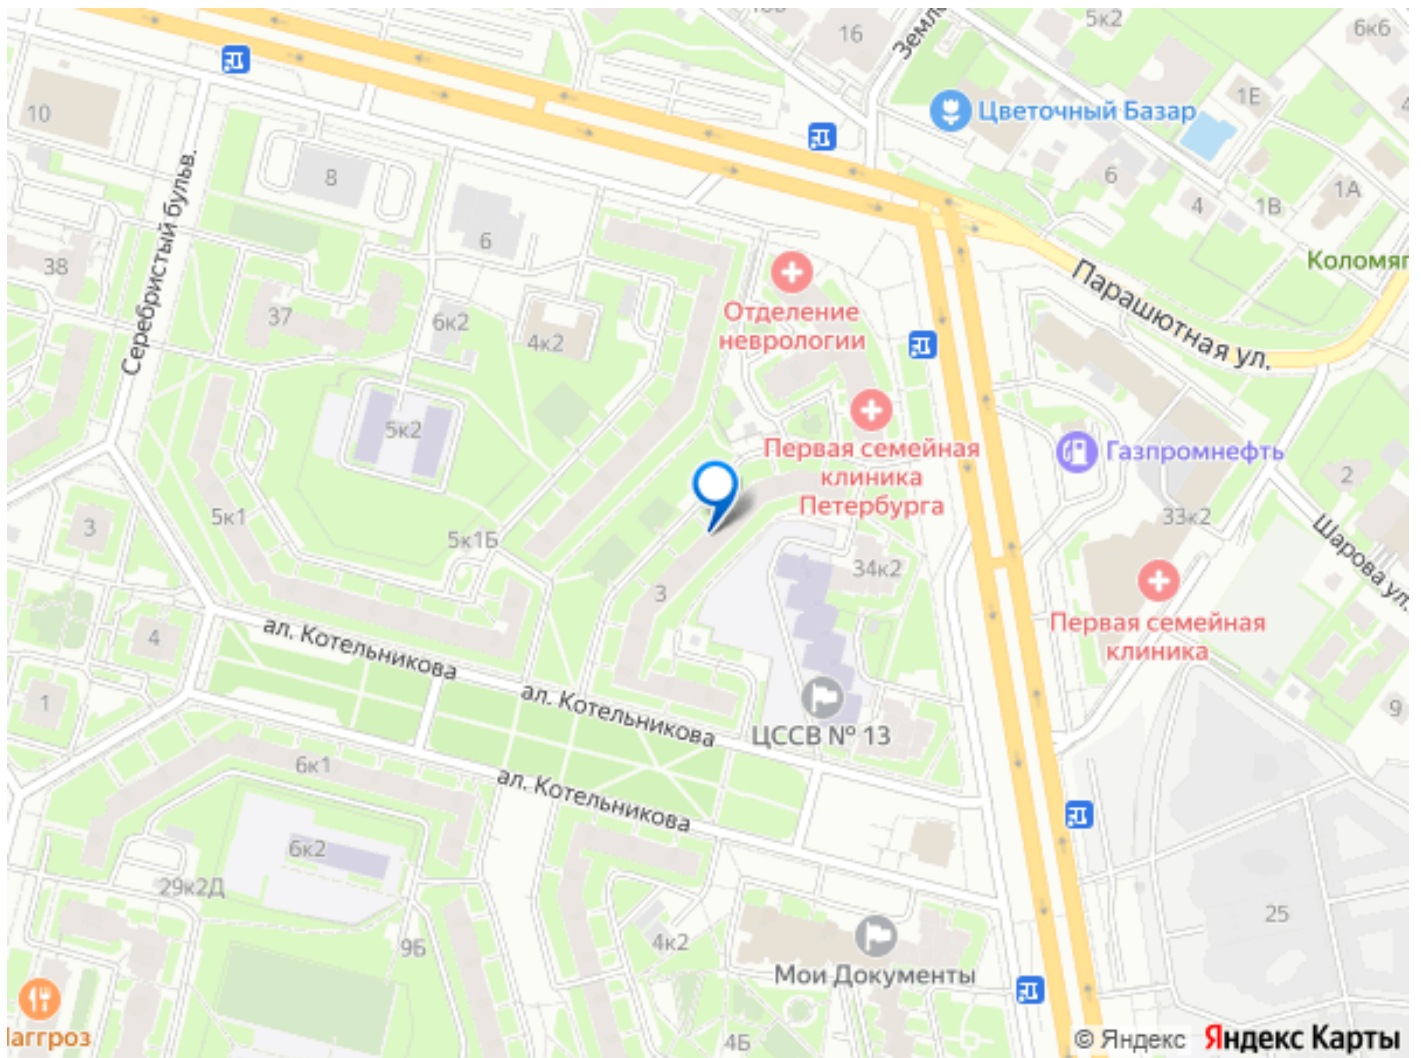 5к2
6к6
16
Земле
1Е
Цветочный Базар
10
8
6
1А
4
1В
6
Серебристый бульв.
38
Коломяг
37
6к2
4к2
Отделение
неврологии
Парашютная ул.
5к2
Первая семейная
клиника
Петербурга
Газпромнефть
2
5к1
3
5к1Б
33к2
Шарова ул.
34к2
3
4
ал. Котельникова
Первая семейная
клиника
1
ал. Котельникова
ЦССВ № 13
9
6к1
ал. Котельникова
6к2
29к2Д
25
9Б
4к2
Мои Документы
аггроз
4Б
© Яндекс Яндекс Карты